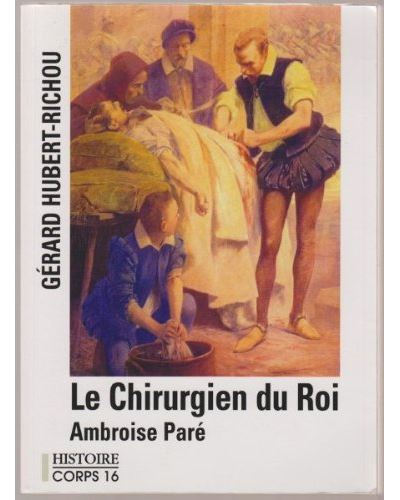 GÉRARD HUBERT-RICHOU
Le Chirurgien du Roi
Ambroise Paré
HISTOIRE
CORPS 16